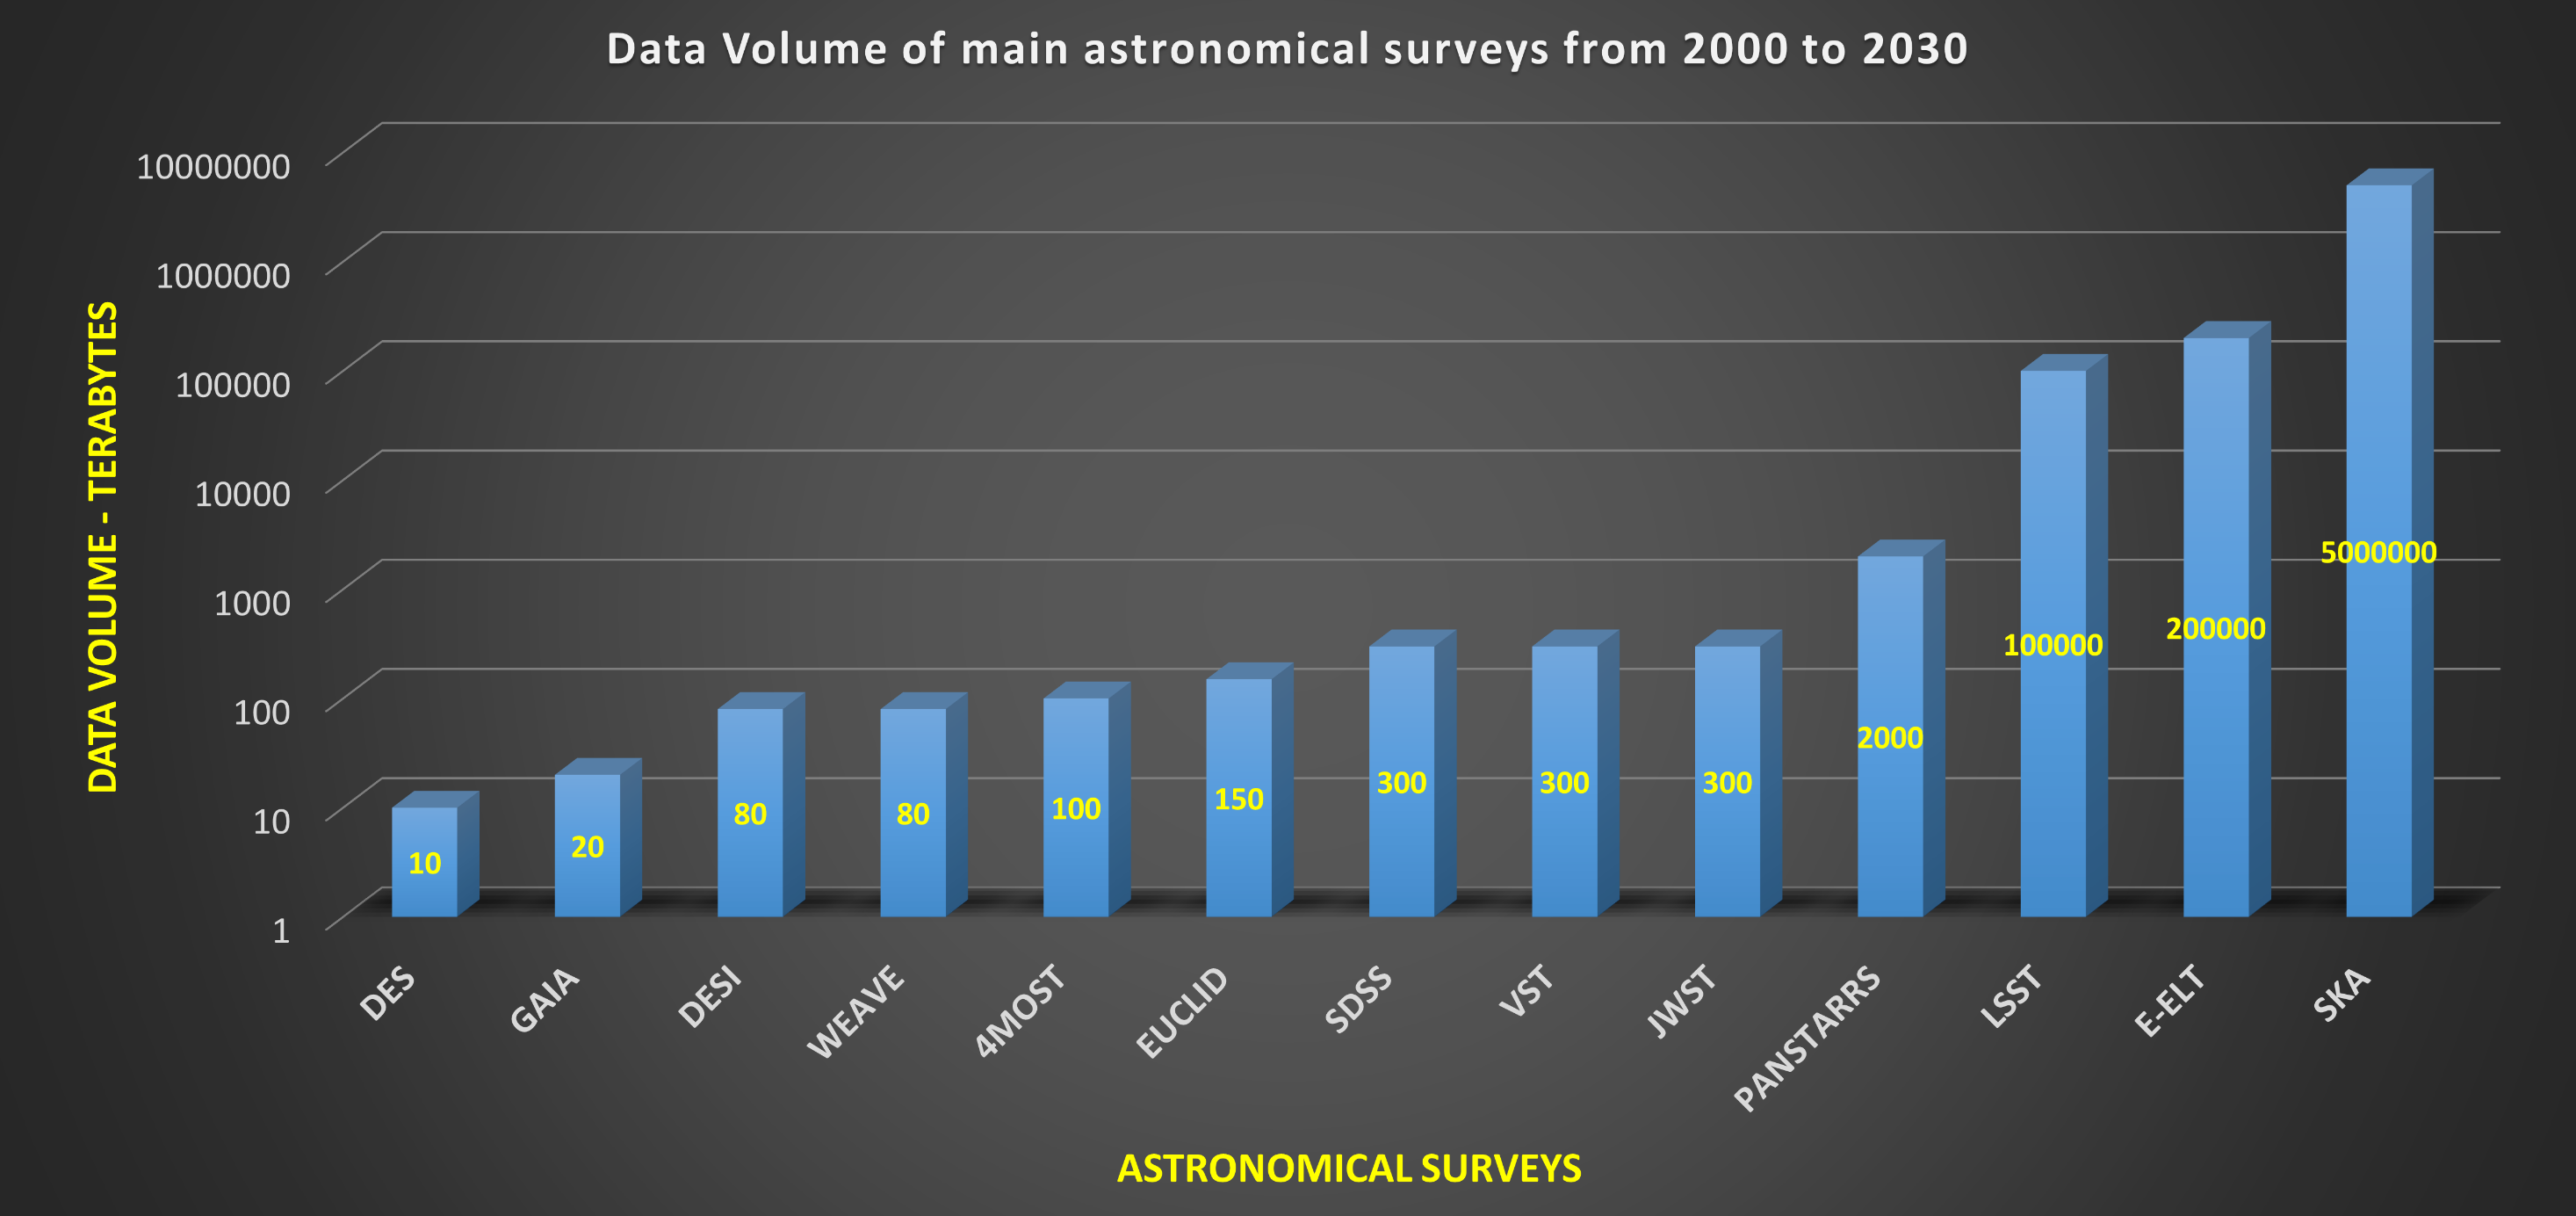 Data Volume of main astronomical surveys from 2000 to 2030
DATA VOLUME - TERABYTES
10000000
1000000
100000
10000
1000
100
10
1
10
20
80
80
100
150
300
300
300
2000
100000
200000
5000000
DES
GAIA
DESI
WEAVE
4MOST
EUCLID
SDSS
VST
JWST
PANSTARRS
LSST
E-ELT
SKA
ASTRONOMICAL SURVEYS